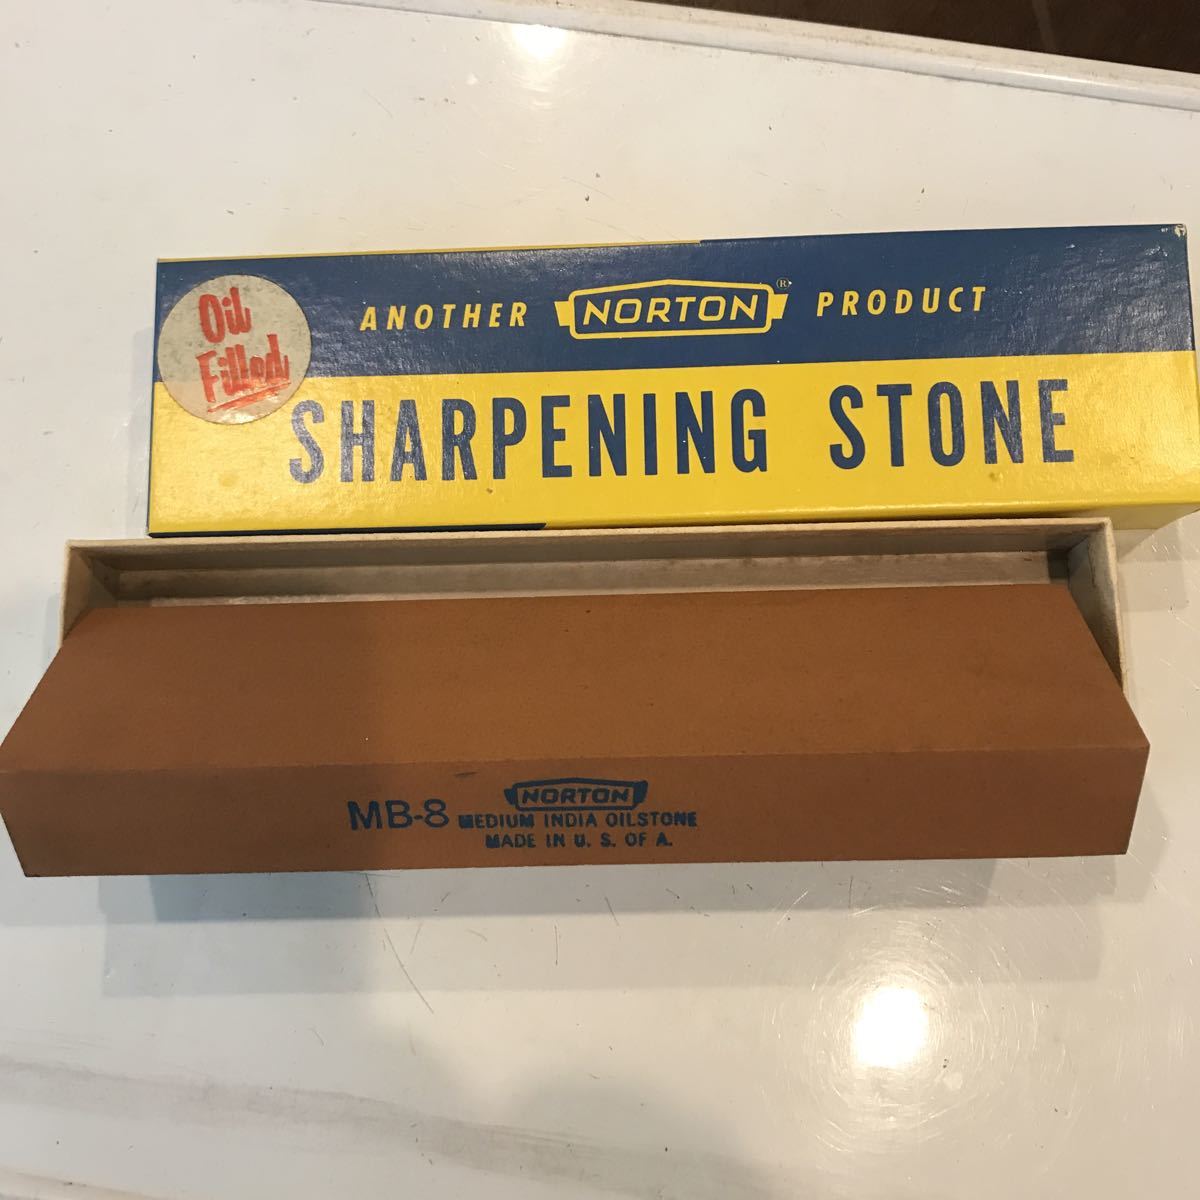 Oil
Filled
ANOTHER NORTON® PRODUCT
SHARPENING STONE
NORTON
MB-8 MEDIUM INDIA OILSTONE
MADE IN U. S. OF A.